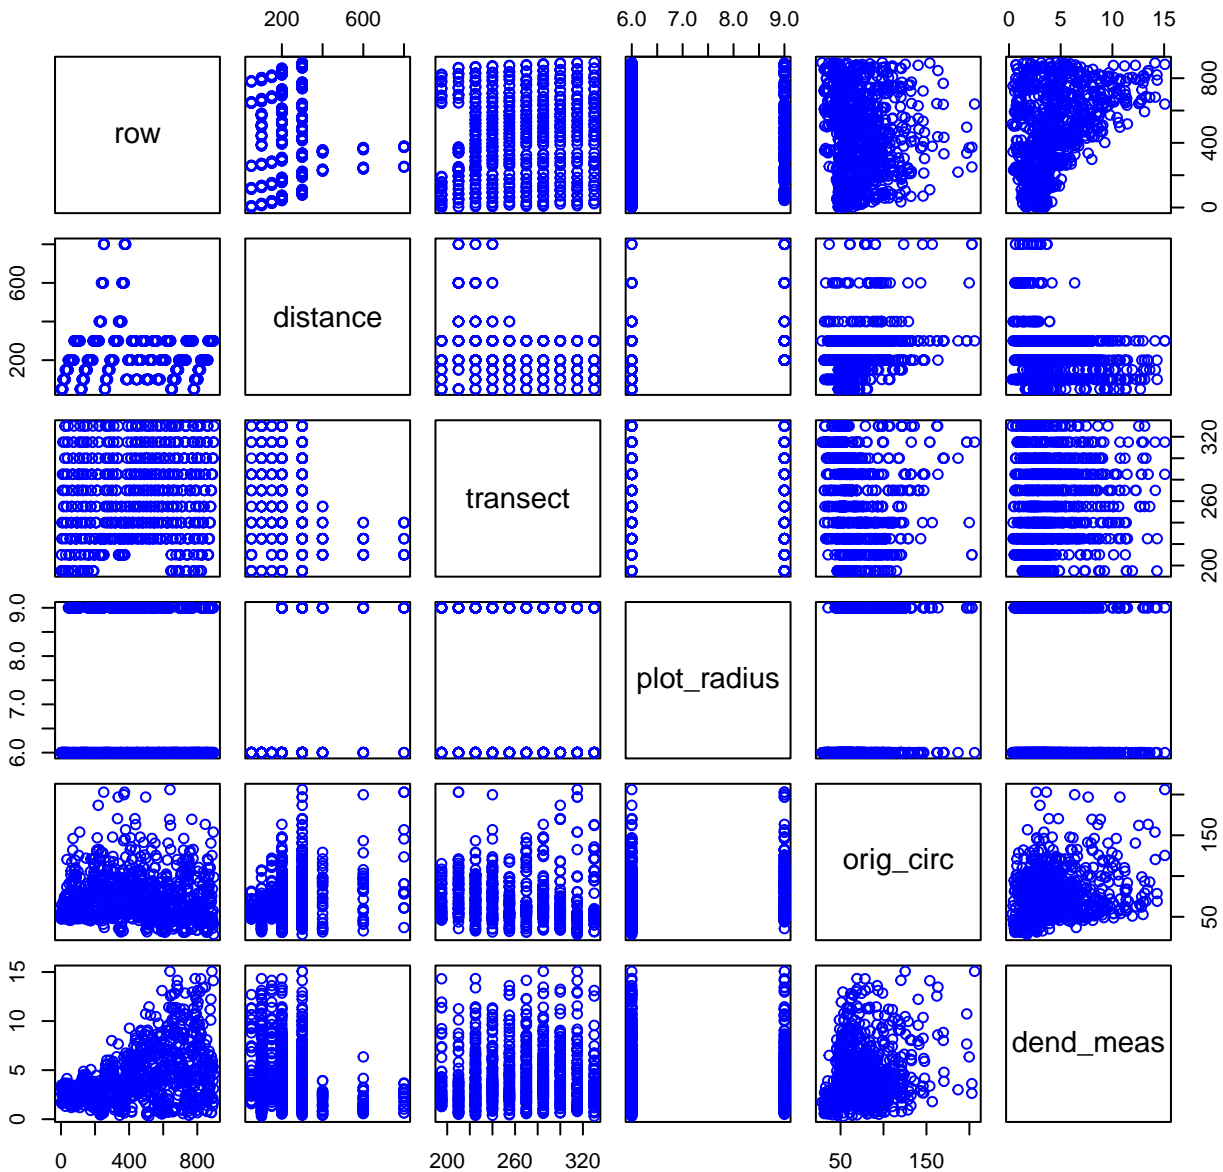 200 600 6.0 7.0 8.0 9.0 0 5 10 15
row 0 400 800
200 600 distance
transect 200 260 320
6.0 7.0 8.0 9.0 plot_radius
orig_circ 50 150
0 5 10 15 dend_meas
0 400 800 200 260 320 50 150